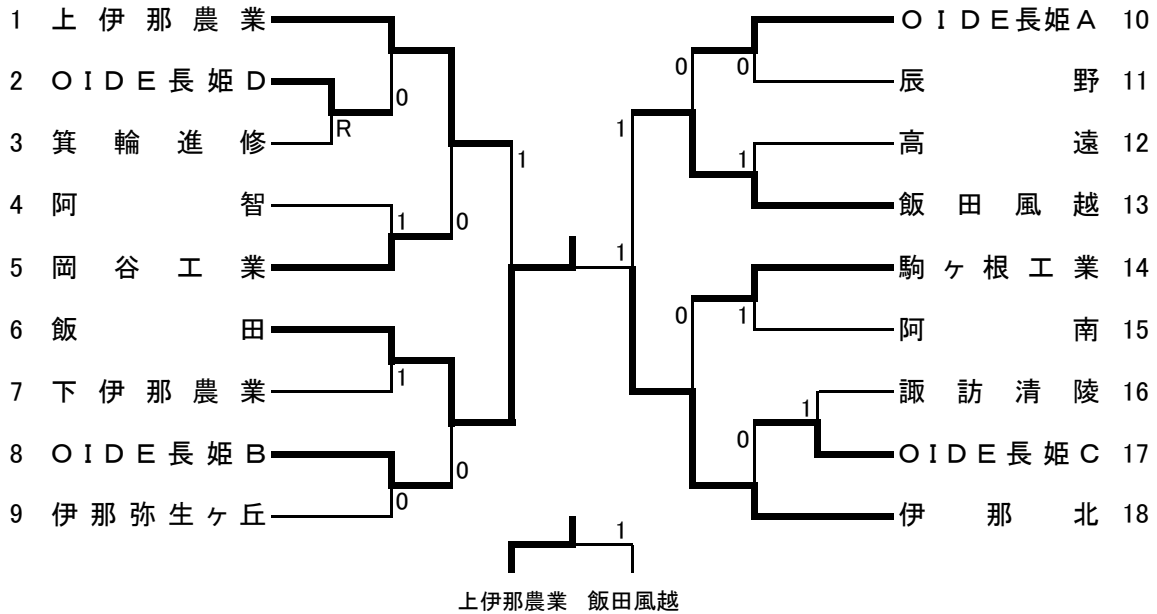 1 上伊那農業
2 OIDE長姫D
3 箕輪進修
4 阿智
5 岡谷工業
6 飯田
7 下伊那農業
8 OIDE長姫B
9 伊那弥生ヶ丘
0
R
1
0
1
0
0
1
1
OIDE長姫A 10
辰野 11
高遠 12
飯田風越 13
駒ヶ根工業 14
阿南 15
諏訪清陵 16
OIDE長姫C 17
伊那北 18
0
0
1
1
1
0
1
1
0
1
上伊那農業 飯田風越